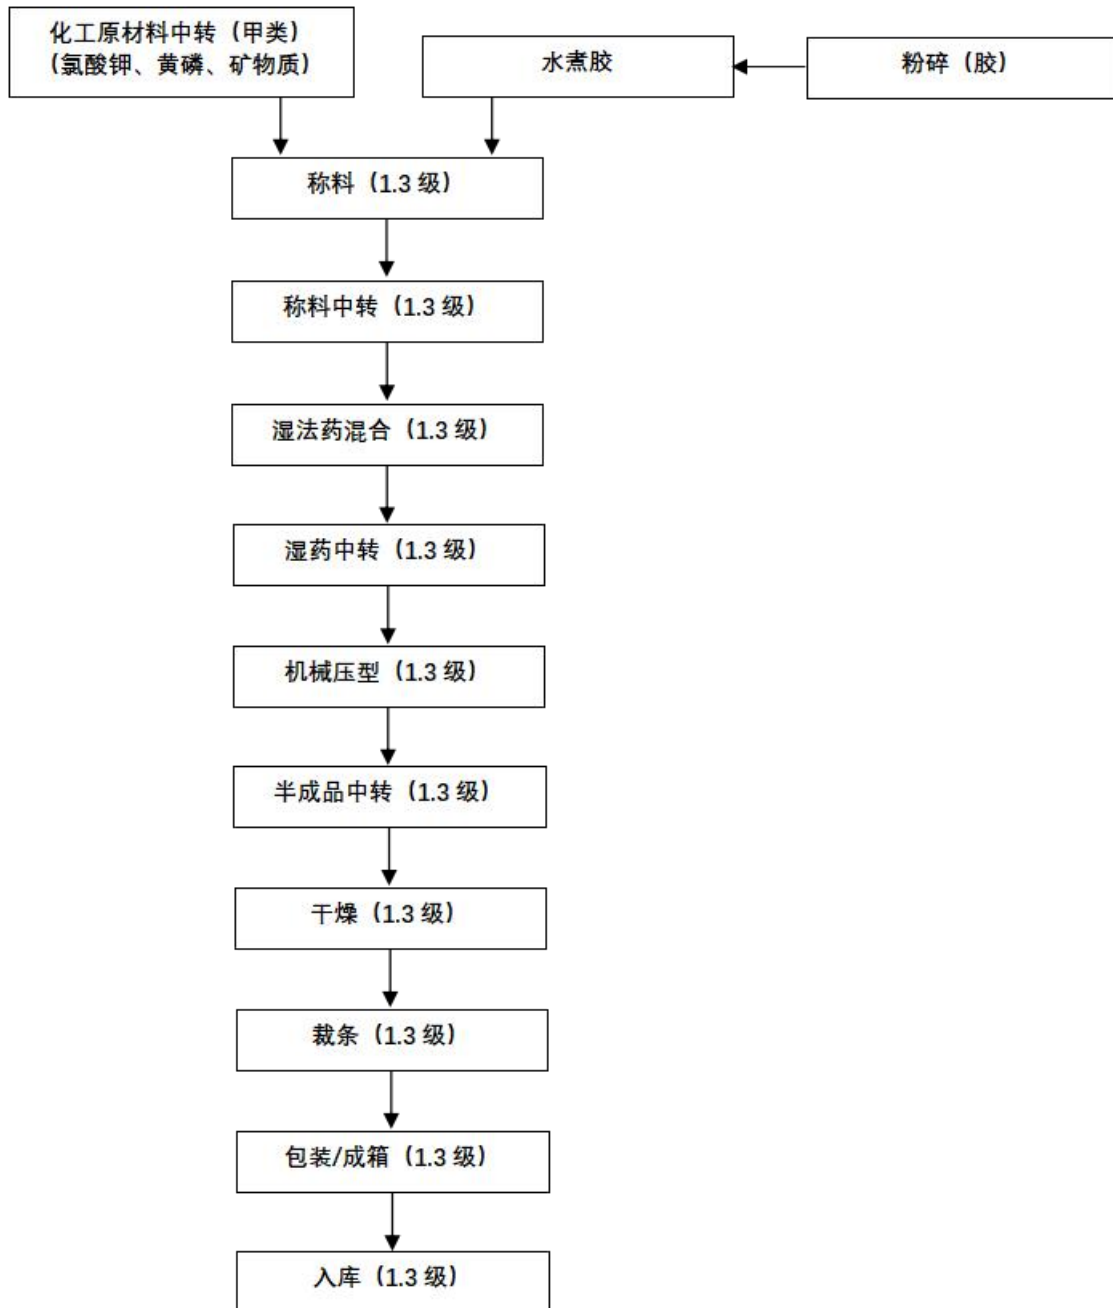 化工原材料中转（甲类）
（氯酸钾、黄磷、矿物质）
水煮胶
粉碎（胶）
称料（1.3 级）
称料中转（1.3 级）
湿法药混合（1.3 级）
湿药中转（1.3 级）
机械压型（1.3 级）
半成品中转（1.3 级）
干燥（1.3 级）
裁条（1.3 级）
包装/成箱（1.3 级）
入库（1.3 级）